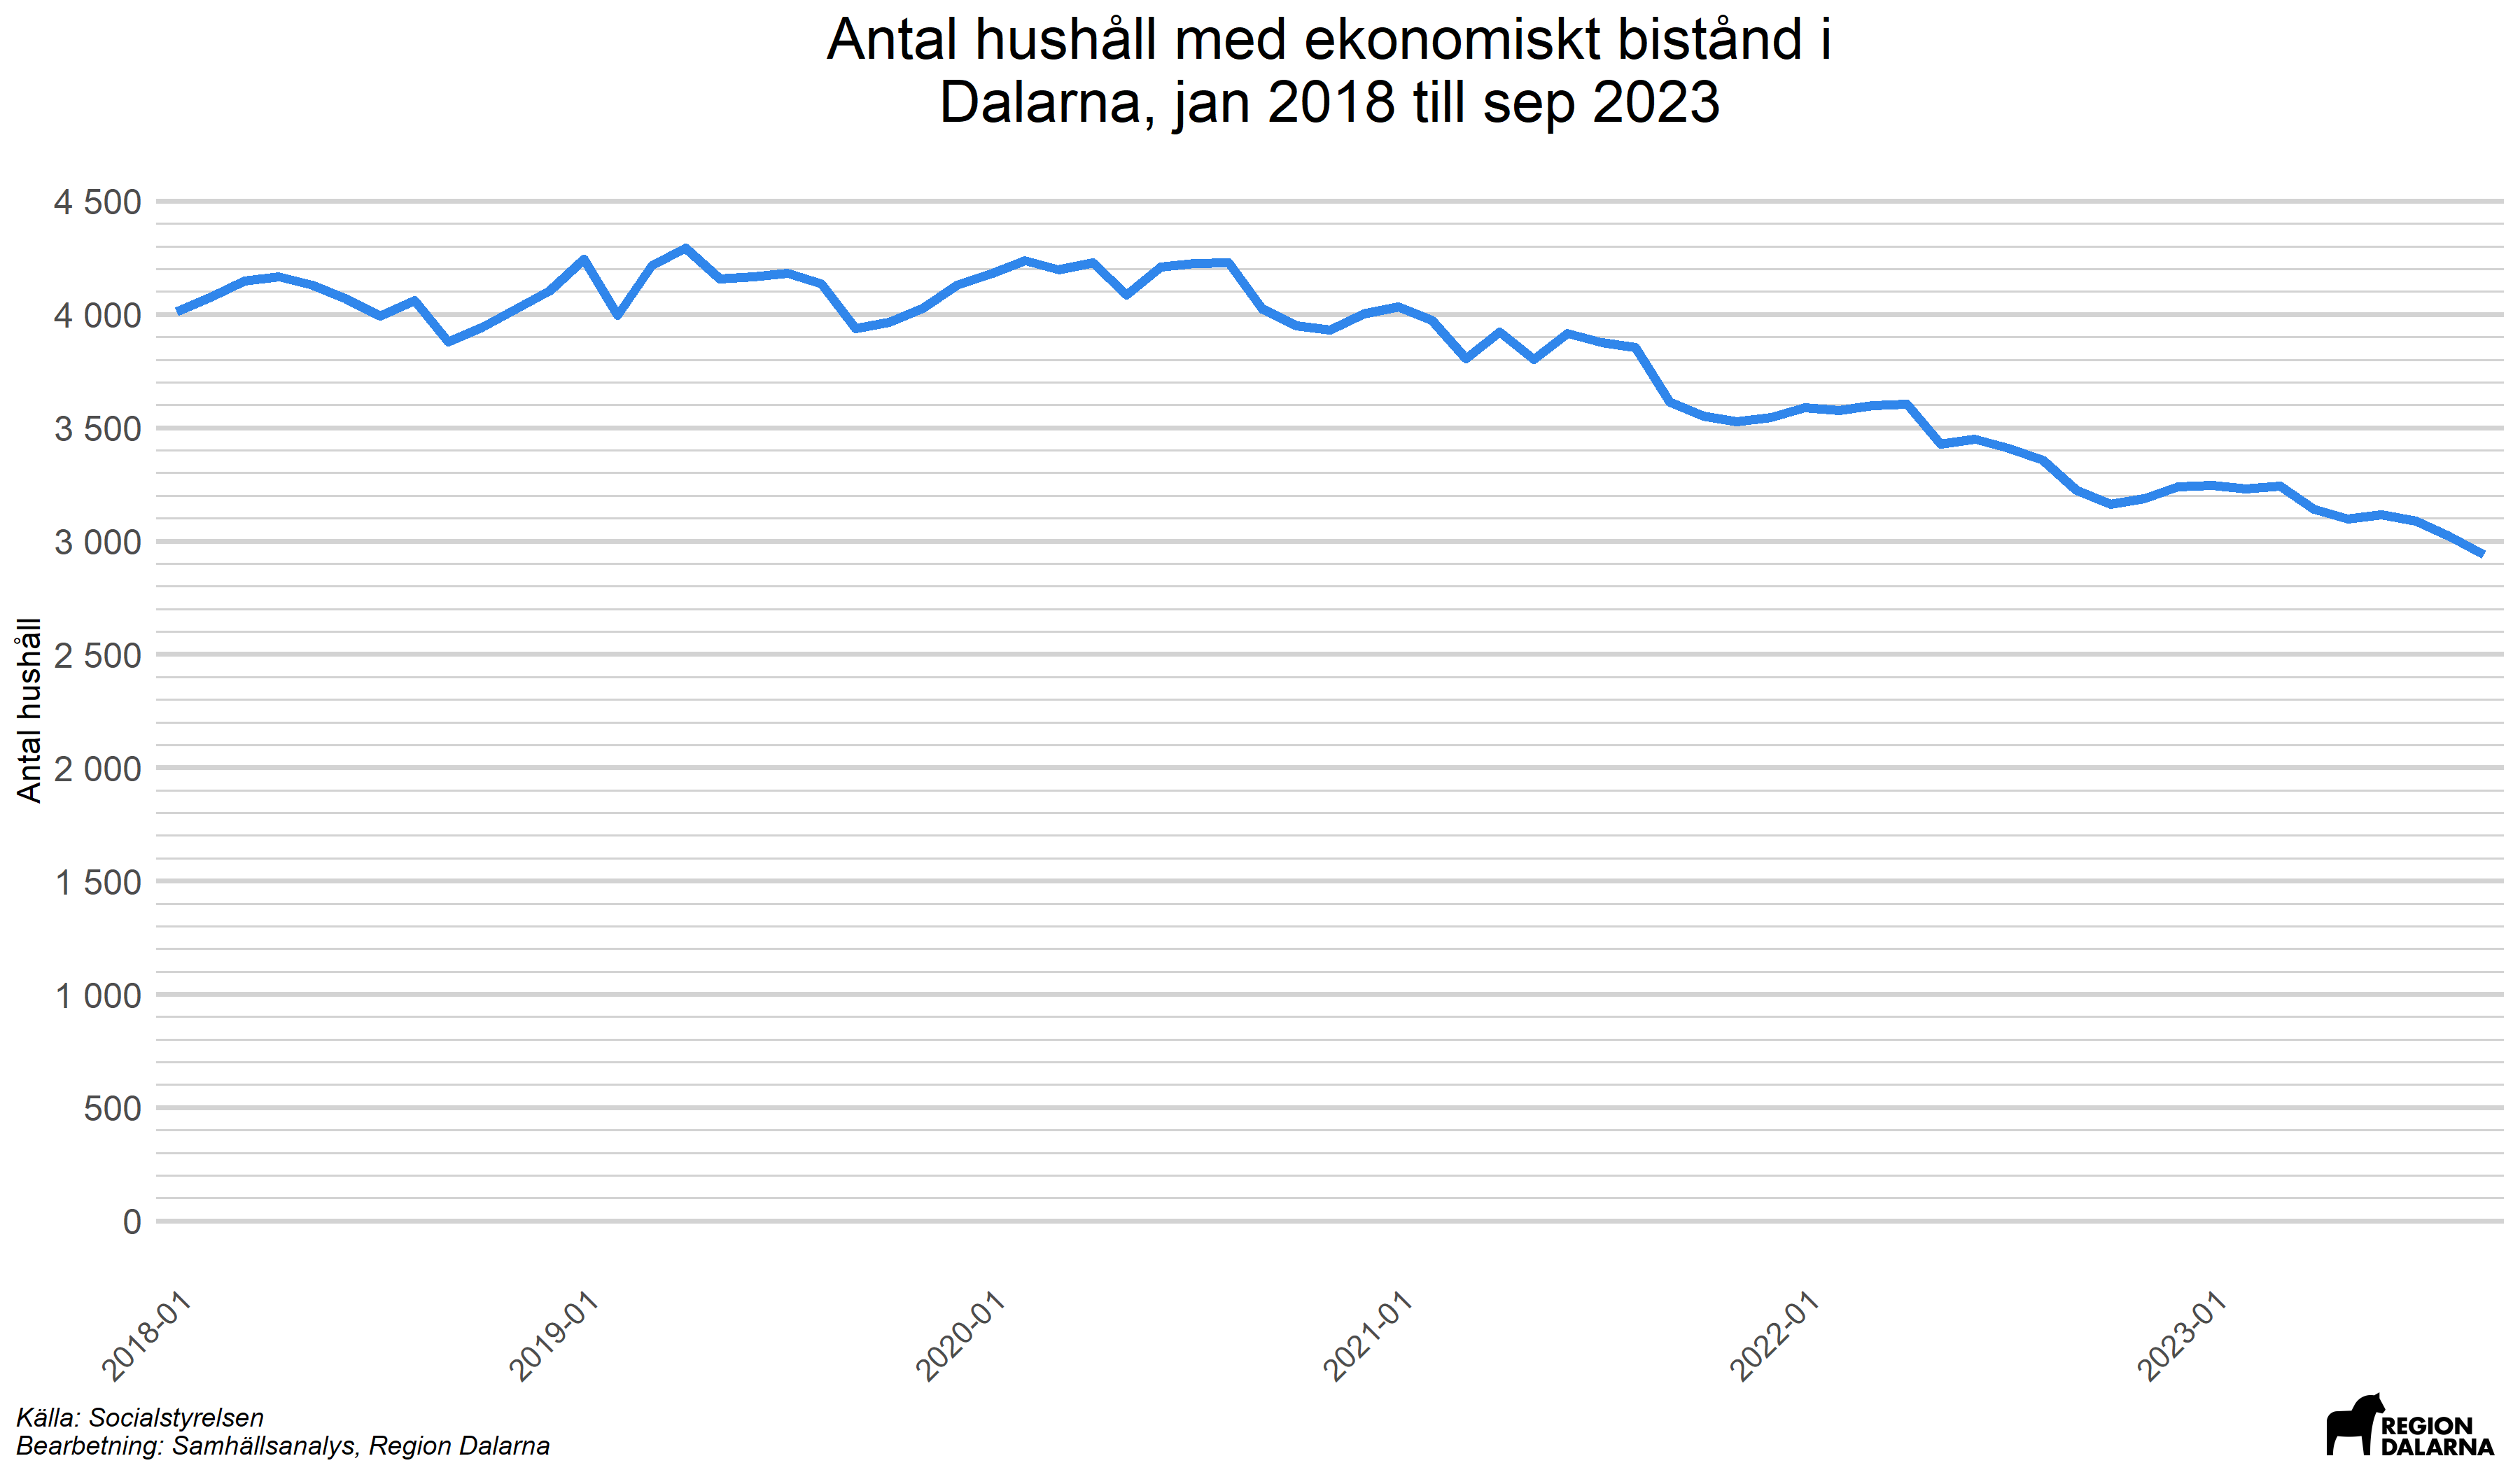 Antal hushåll med ekonomiskt bistånd i
Dalarna, jan 2018 till sep 2023
4 500
4 000
3 500
3 000
2 500
2 000
1 500
1 000
500
0
Antal hushåll
2018-01
2019-01
2020-01
2021-01
2022-01
2023-01
Källa: Socialstyrelsen
Bearbetning: Samhällsanalys, Region Dalarna
REGION
DALARNA